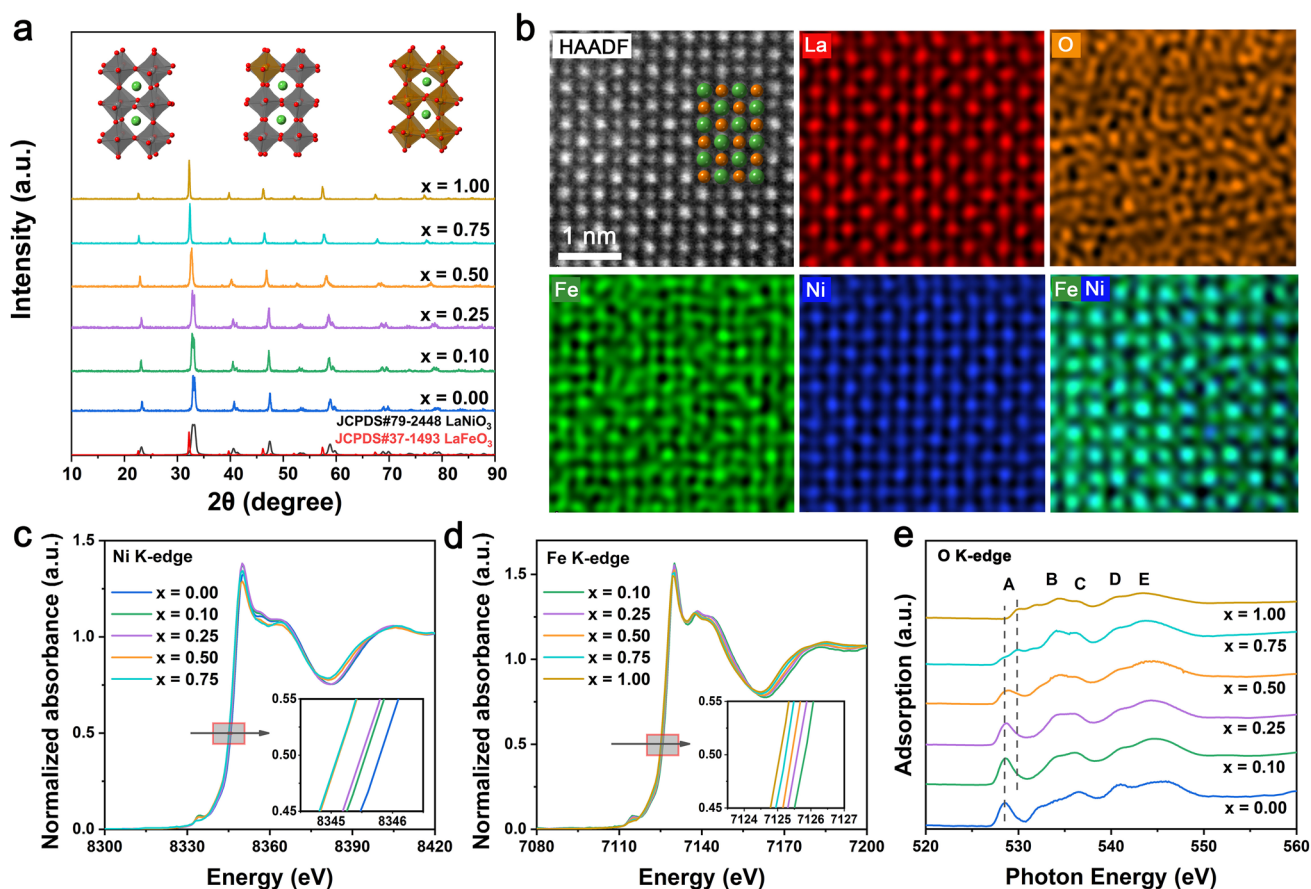 a
Intensity (a.u.)
x = 1.00
x = 0.75
x = 0.50
x = 0.25
x = 0.10
x = 0.00
JCPDS#79-2448 LaNiO₃
JCPDS#37-1493 LaFeO₃
10 20 30 40 50 60 70 80 90
2θ (degree)
b
HAADF
1 nm
La
O
Fe
Ni
Fe Ni
c
Normalized absorbance (a.u.)
Ni K-edge
x = 0.00
x = 0.10
x = 0.25
x = 0.50
x = 0.75
1.5
1.0
0.5
0.0
0.55
0.50
0.45
8345 8346
8300 8330 8360 8390 8420
Energy (eV)
d
Normalized absorbance (a.u.)
Fe K-edge
x = 0.10
x = 0.25
x = 0.50
x = 0.75
x = 1.00
1.5
1.0
0.5
0.0
0.55
0.50
0.45
7124 7125 7126 7127
7080 7110 7140 7170 7200
Energy (eV)
e
Adsorption (a.u.)
O K-edge
A B C D E
x = 1.00
x = 0.75
x = 0.50
x = 0.25
x = 0.10
x = 0.00
520 530 540 550 560
Photon Energy (eV)